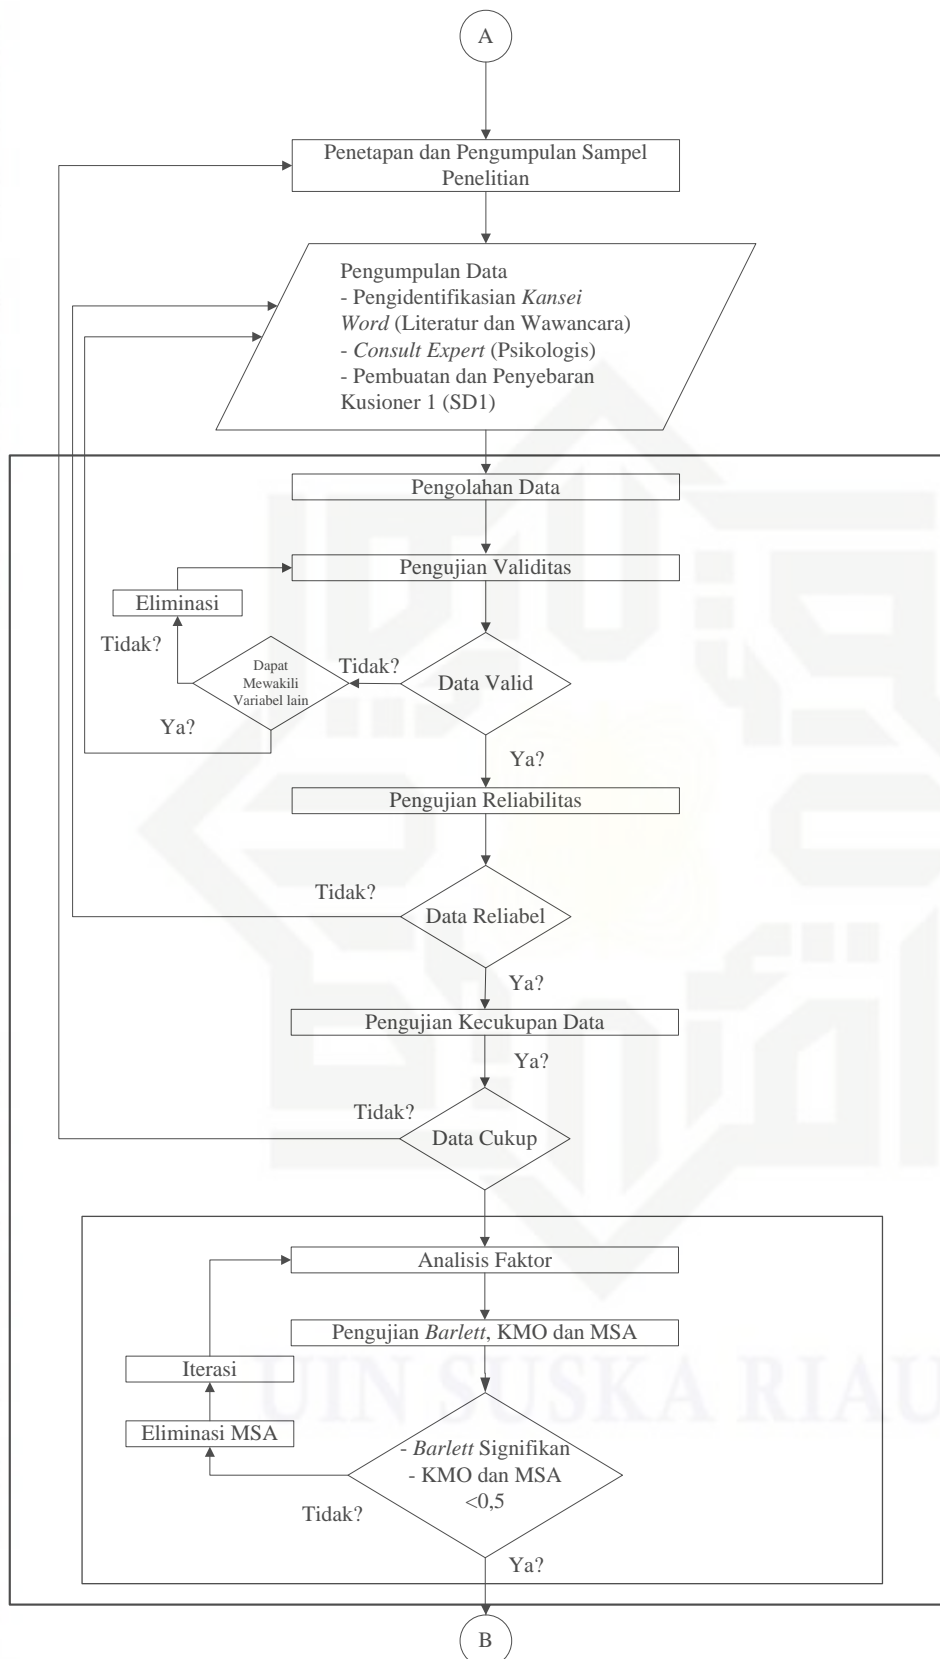 A
Penetapan dan Pengumpulan Sampel
Penelitian
Pengumpulan Data
- Pengidentifikasian Kansei
Word (Literatur dan Wawancara)
- Consult Expert (Psikologis)
- Pembuatan dan Penyebaran
Kusioner 1 (SD1)
Pengolahan Data
Pengujian Validitas
Eliminasi
Tidak?
Dapat
Mewakili
Variabel lain
Tidak?
Data Valid
Ya?
Ya?
Pengujian Reliabilitas
Tidak?
Data Reliabel
Ya?
Pengujian Kecukupan Data
Ya?
Tidak?
Data Cukup
Analisis Faktor
Pengujian Barlett, KMO dan MSA
Iterasi
Eliminasi MSA
- Barlett Signifikan
- KMO dan MSA
<0,5
Tidak?
Ya?
B
UIN SUSKA RIAU